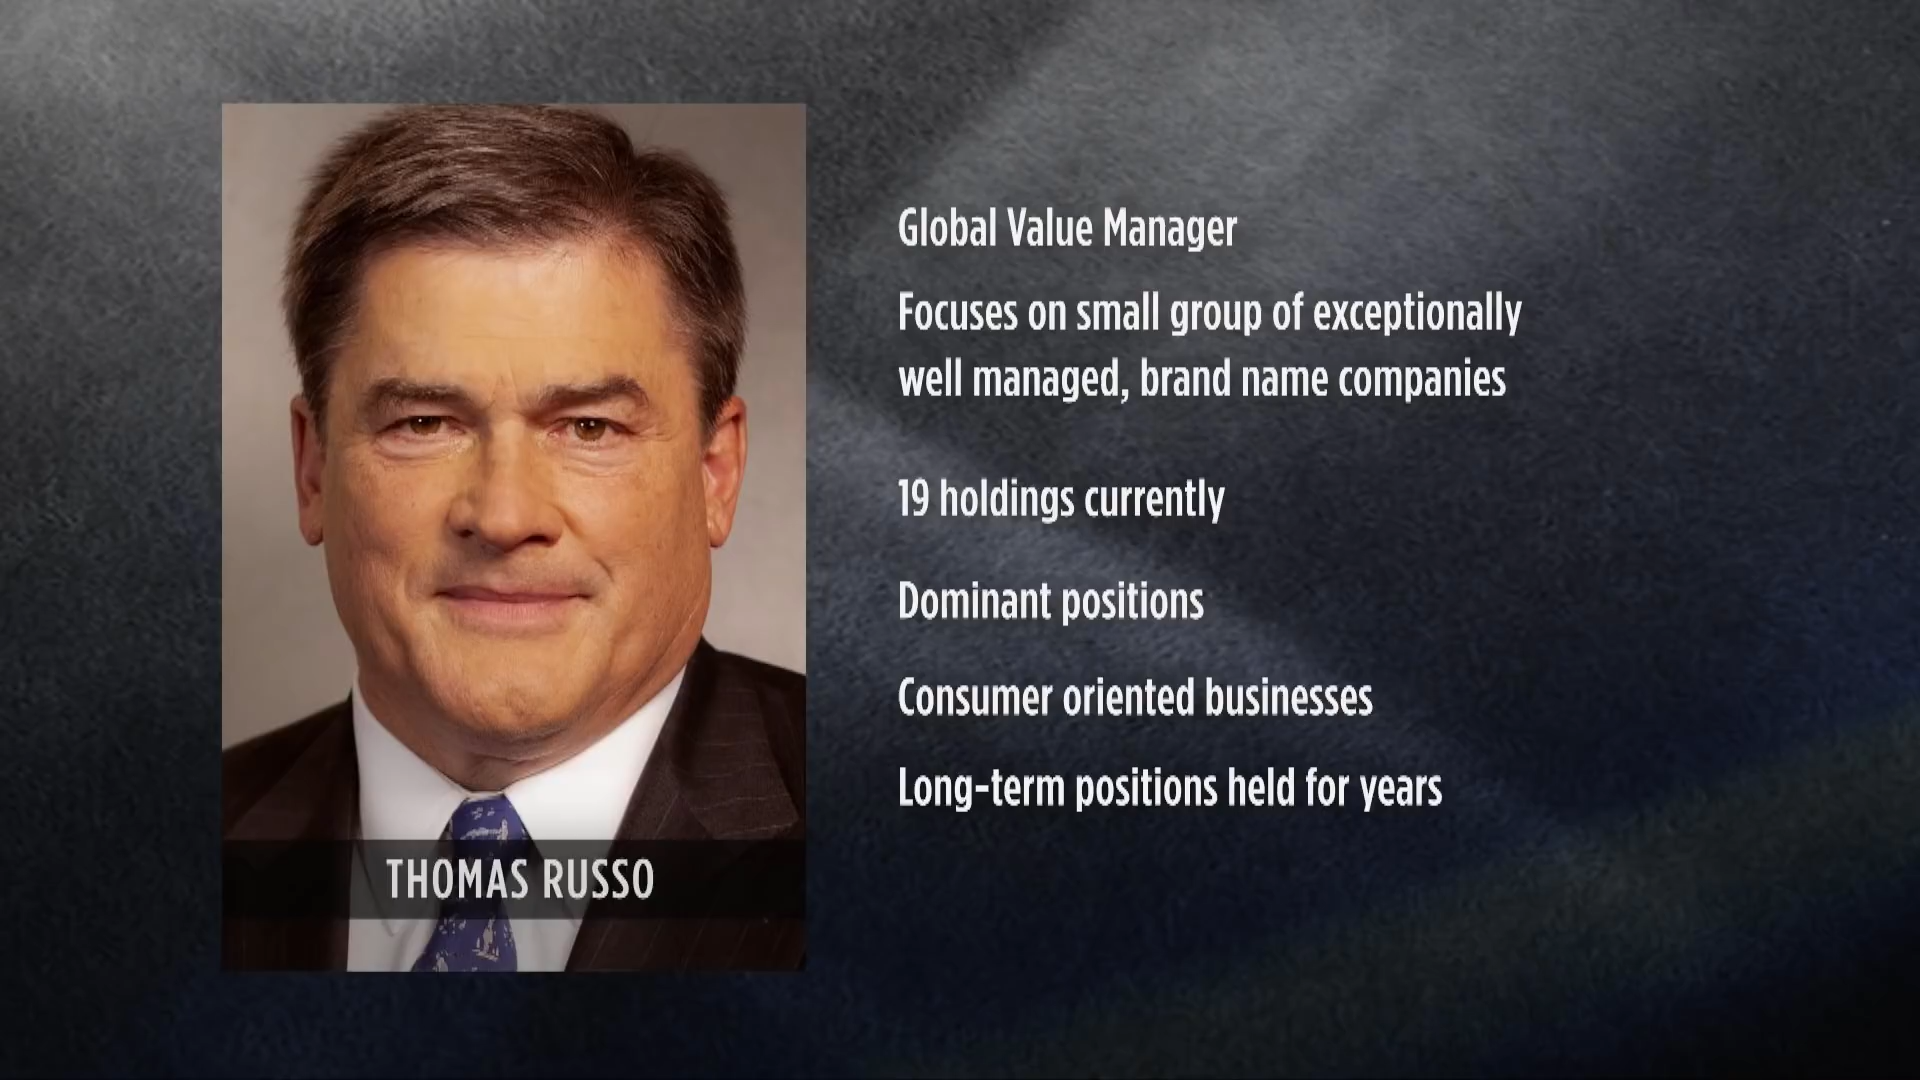 Global Value Manager
Focuses on small group of exceptionally
well managed, brand name companies
19 holdings currently
Dominant positions
Consumer oriented businesses
Long-term positions held for years
THOMAS RUSSO